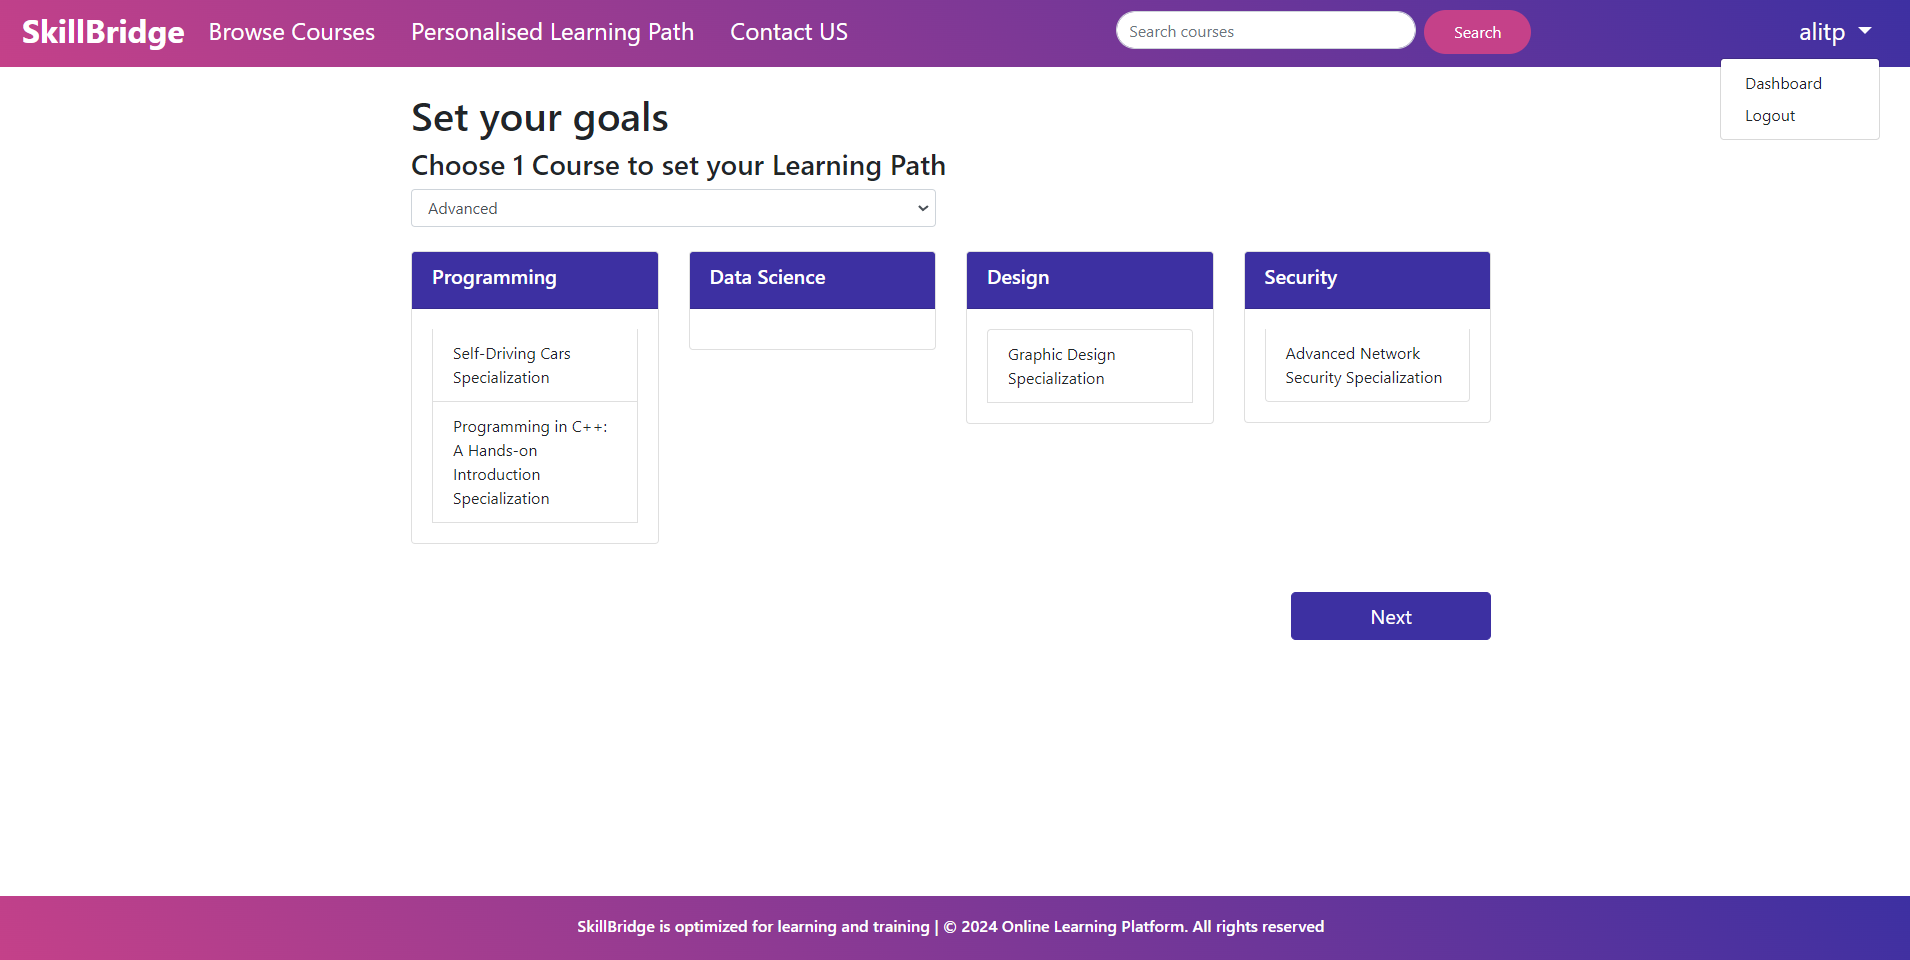 SkillBridge Browse Courses Personalised Learning Path Contact US Search courses Search alitp
Dashboard
Logout
Set your goals
Choose 1 Course to set your Learning Path
Advanced
Programming
Self-Driving Cars
Specialization
Programming in C++:
A Hands-on
Introduction
Specialization
Data Science
Design
Graphic Design
Specialization
Security
Advanced Network
Security Specialization
Next
SkillBridge is optimized for learning and training | © 2024 Online Learning Platform. All rights reserved